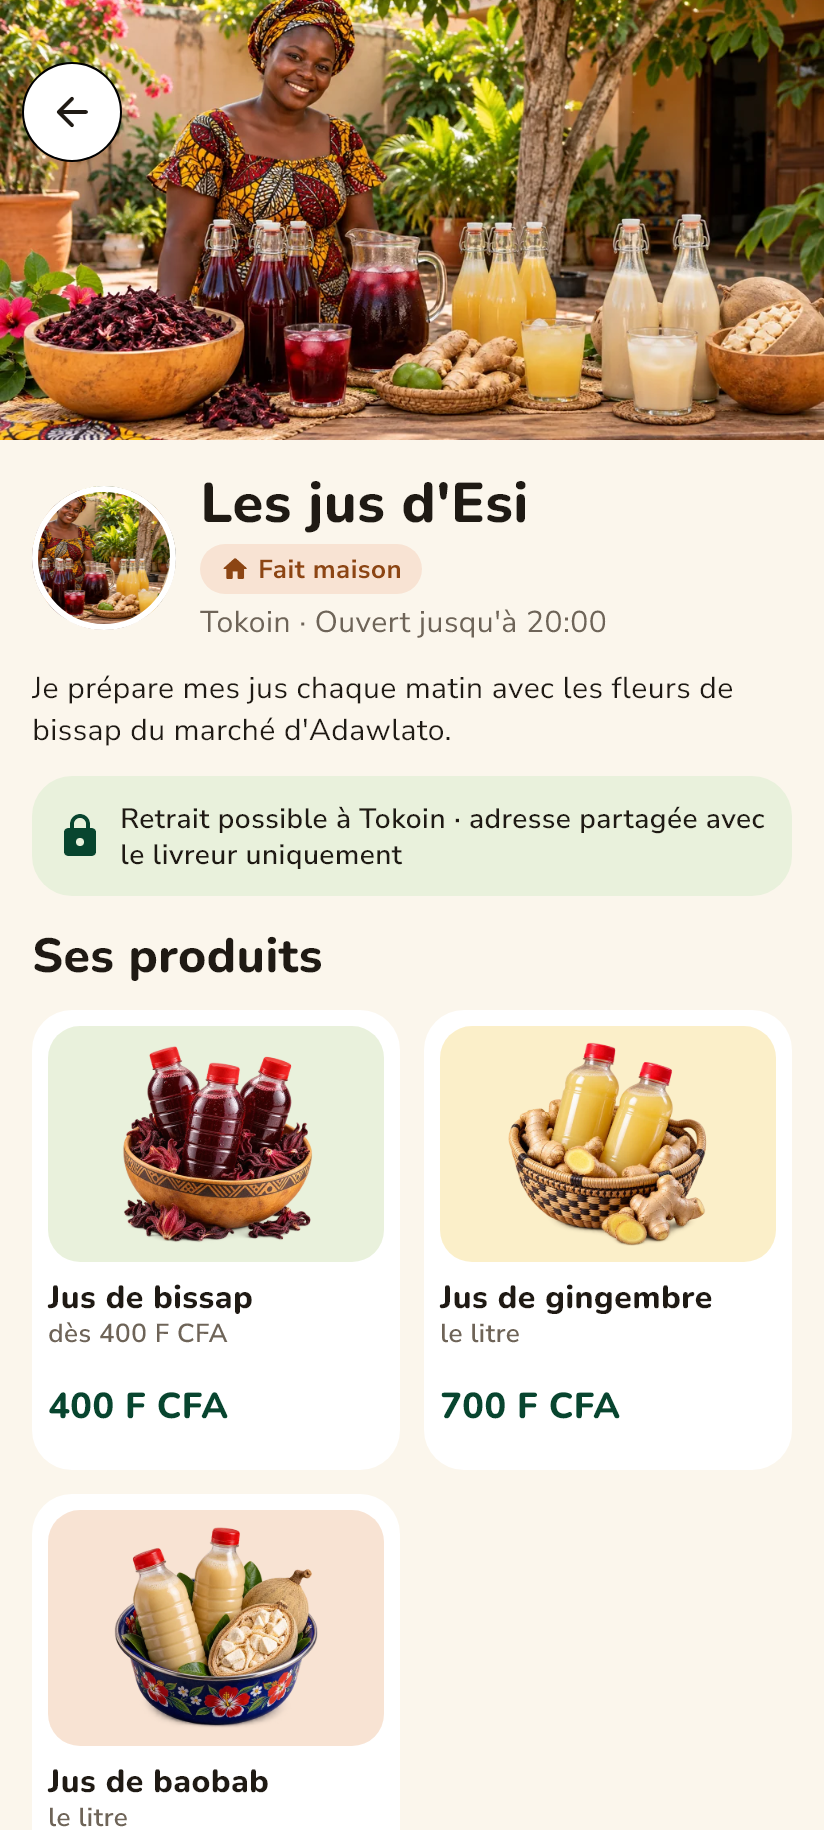 Les jus d'Esi
Fait maison
Tokoin · Ouvert jusqu'à 20:00
Je prépare mes jus chaque matin avec les fleurs de
bissap du marché d'Adawlato.
Retrait possible à Tokoin · adresse partagée avec
le livreur uniquement
Ses produits
Jus de bissap
dès 400 F CFA
400 F CFA
Jus de gingembre
le litre
700 F CFA
Jus de baobab
le litre